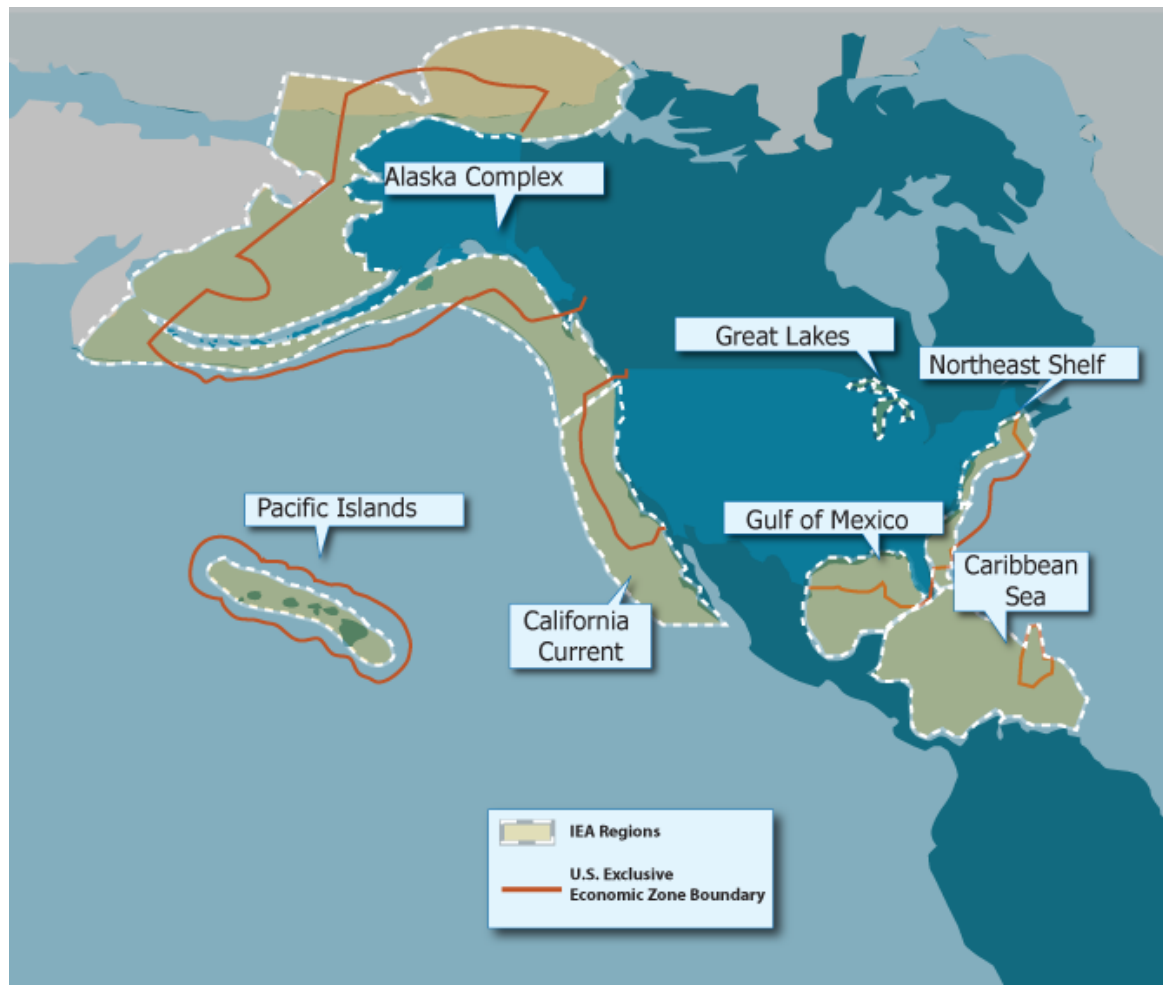 Alaska Complex
Great Lakes
Northeast Shelf
Pacific Islands
Gulf of Mexico
Caribbean
Sea
California
Current
IEA Regions
U.S. Exclusive
Economic Zone Boundary